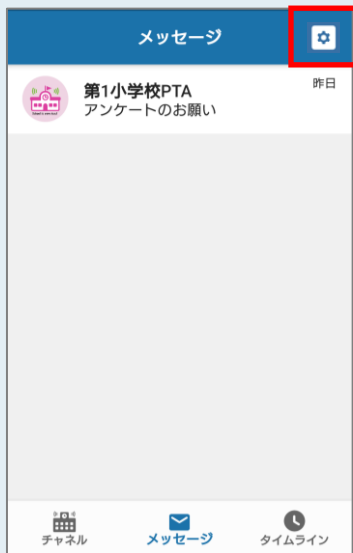 メッセージ
第1小学校PTA
昨日
アンケートのお願い
チャネル
メッセージ
タイムライン